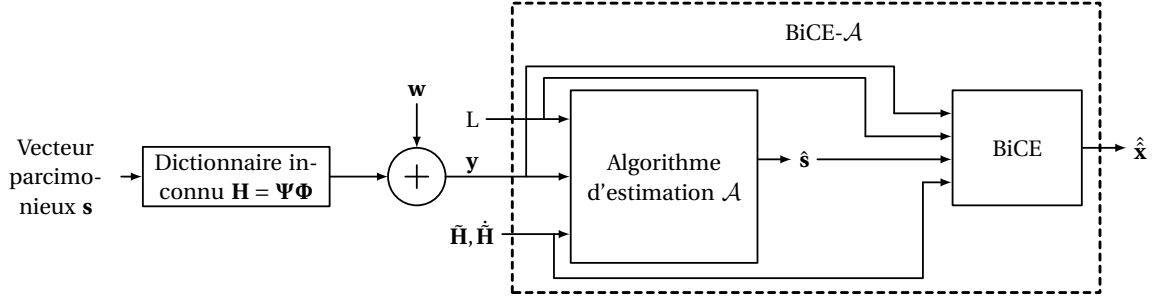 BiCE-𝒜
w
L
Vecteur
parcimo-
nieux s
Dictionnaire in-
connu H = ΨΦ
+
y
Algorithme
d'estimation 𝒜
ŝ
BiCE
x̂̂
H̃, H̃̇